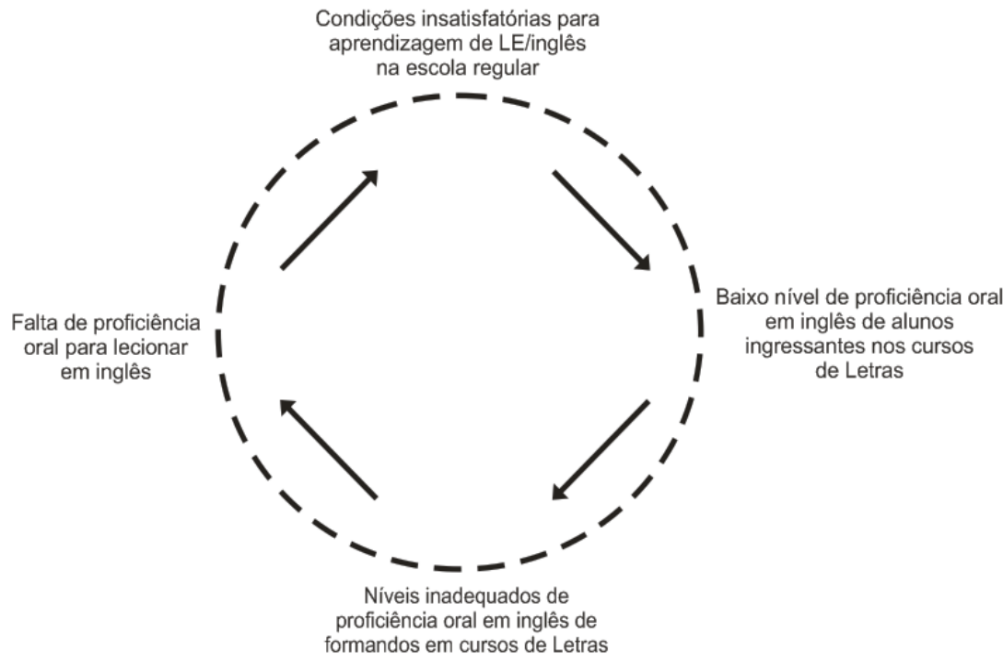 Condições insatisfatórias para
aprendizagem de LE/inglês
na escola regular
Baixo nível de proficiência oral
em inglês de alunos
ingressantes nos cursos
de Letras
Níveis inadequados de
proficiência oral em inglês de
formandos em cursos de Letras
Falta de proficiência
oral para lecionar
em inglês